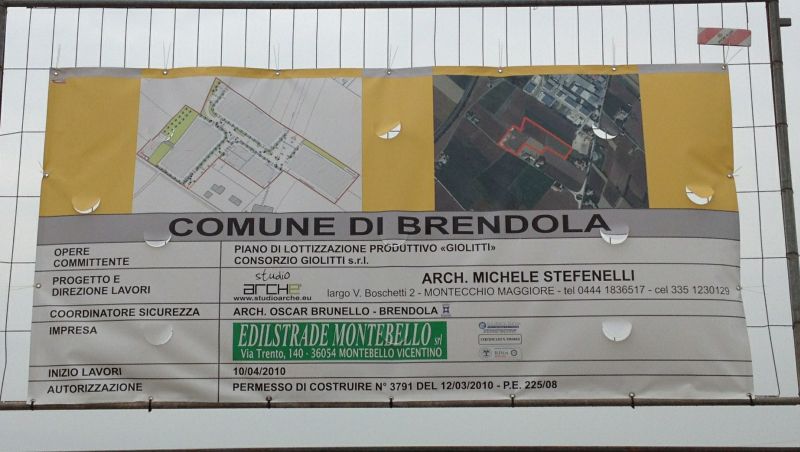 COMUNE DI BRENDOLA
OPERE PIANO DI LOTTIZZAZIONE PRODUTTIVO «GIOLITTI»
COMMITTENTE CONSORZIO GIOLITTI s.r.l.
PROGETTO E
DIREZIONE LAVORI
studio
arche
www.studioarche.eu
ARCH. MICHELE STEFENELLI
largo V. Boschetti 2 - MONTECCHIO MAGGIORE - tel 0444 1836517 - cel 335 1230129
COORDINATORE SICUREZZA ARCH. OSCAR BRUNELLO - BRENDOLA
IMPRESA
EDILSTRADE MONTEBELLO srl
Via Trento, 140 - 36054 MONTEBELLO VICENTINO
INIZIO LAVORI 10/04/2010
AUTORIZZAZIONE PERMESSO DI COSTRUIRE N° 3791 DEL 12/03/2010 - P.E. 225/08